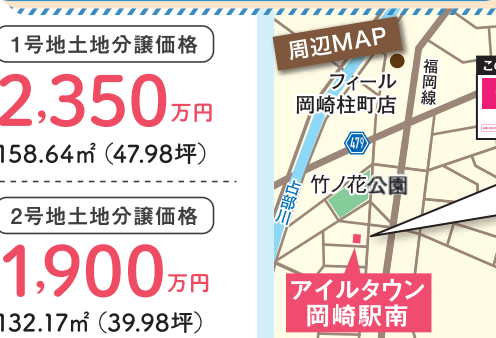 1号地土地分譲価格
2,350万円
158.64㎡（47.98坪）
2号地土地分譲価格
1,900万円
132.17㎡（39.98坪）
周辺MAP
フィール
岡崎柱町店
福岡線
479
竹ノ花公園
占部川
アイルタウン
岡崎駅南